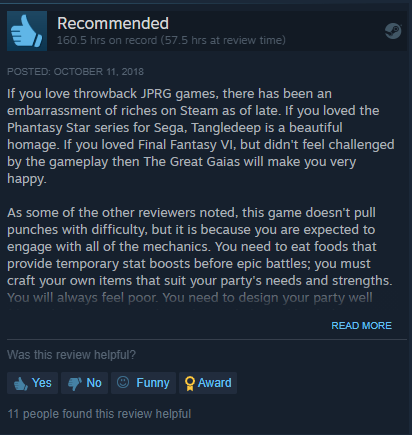 Recommended
160.5 hrs on record (57.5 hrs at review time)
POSTED: OCTOBER 11, 2018
If you love throwback JPRG games, there has been an
embarrassment of riches on Steam as of late. If you loved the
Phantasy Star series for Sega, Tangledeep is a beautiful
homage. If you loved Final Fantasy VI, but didn't feel challenged
by the gameplay then The Great Gaias will make you very
happy.
As some of the other reviewers noted, this game doesn't pull
punches with difficulty, but it is because you are expected to
engage with all of the mechanics. You need to eat foods that
provide temporary stat boosts before epic battles; you must
craft your own items that suit your party's needs and strengths.
You will always feel poor. You need to design your party well
READ MORE
Was this review helpful?
Yes No Funny Award
11 people found this review helpful